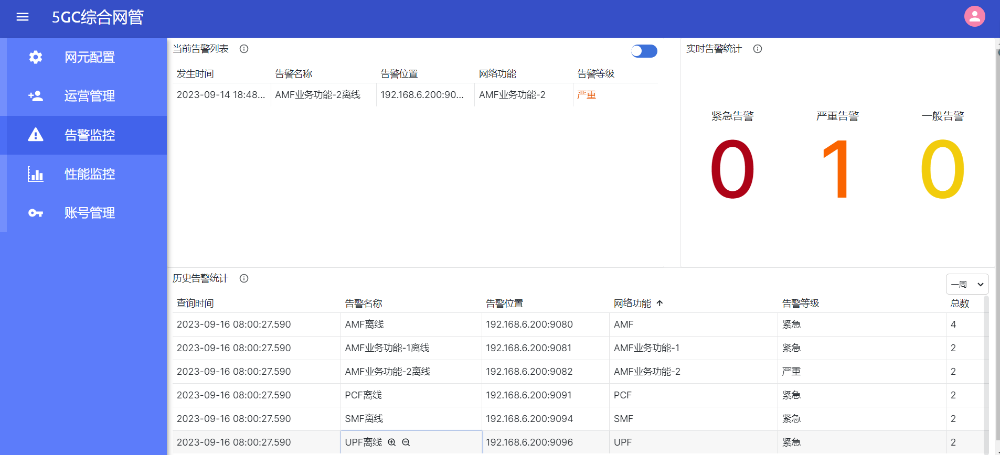 5GC综合网管
网元配置
运营管理
告警监控
性能监控
账号管理
当前告警列表
发生时间 告警名称 告警位置 网络功能 告警等级
2023-09-14 18:48... AMF业务功能-2离线 192.168.6.200:90... AMF业务功能-2 严重
实时告警统计
紧急告警 严重告警 一般告警
0 1 0
历史告警统计
一周
查询时间 告警名称 告警位置 网络功能 告警等级 总数
2023-09-16 08:00:27.590 AMF离线 192.168.6.200:9080 AMF 紧急 4
2023-09-16 08:00:27.590 AMF业务功能-1离线 192.168.6.200:9081 AMF业务功能-1 紧急 2
2023-09-16 08:00:27.590 AMF业务功能-2离线 192.168.6.200:9082 AMF业务功能-2 严重 2
2023-09-16 08:00:27.590 PCF离线 192.168.6.200:9091 PCF 紧急 2
2023-09-16 08:00:27.590 SMF离线 192.168.6.200:9094 SMF 紧急 2
2023-09-16 08:00:27.590 UPF离线 192.168.6.200:9096 UPF 紧急 2